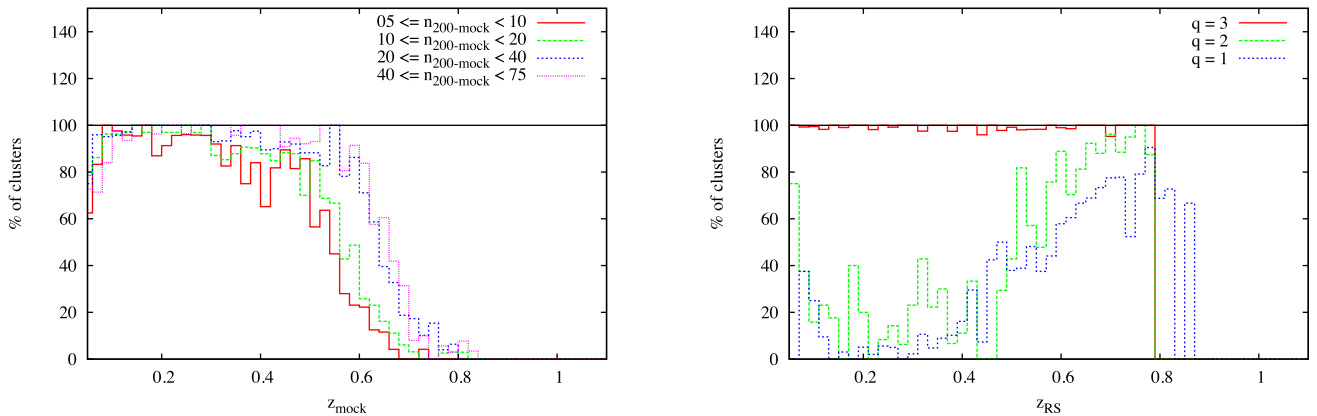 % of clusters
140
120
100
80
60
40
20
0
05 <= n200-mock < 10
10 <= n200-mock < 20
20 <= n200-mock < 40
40 <= n200-mock < 75
0.2 0.4 0.6 0.8 1
zmock
% of clusters
140
120
100
80
60
40
20
0
q = 3
q = 2
q = 1
0.2 0.4 0.6 0.8 1
zRS